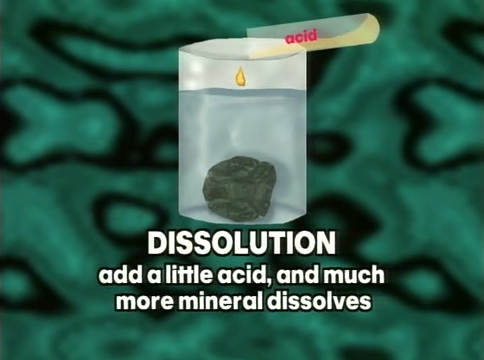 acid
DISSOLUTION
add a little acid, and much
more mineral dissolves